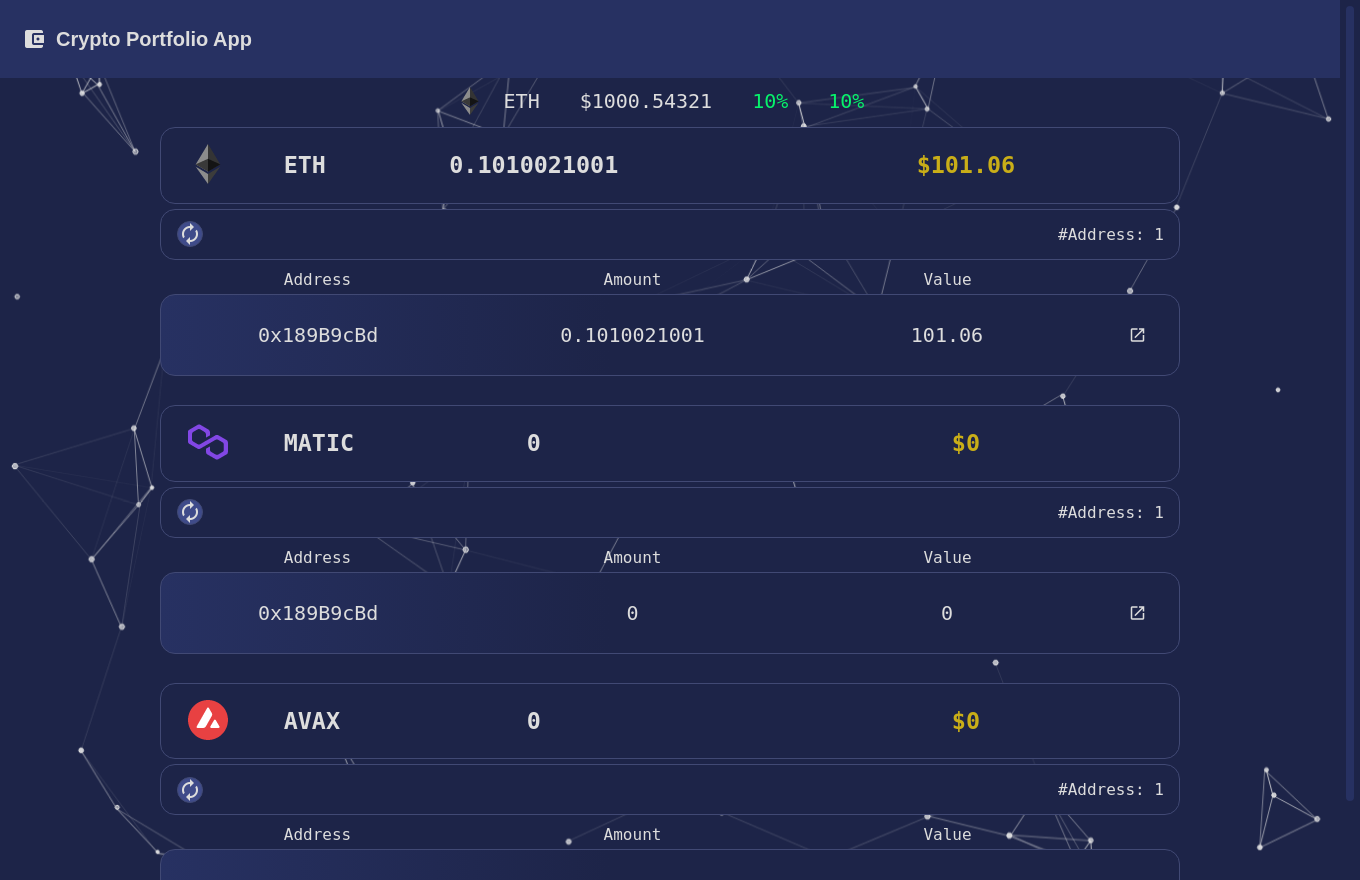 Crypto Portfolio App
ETH $1000.54321 10% 10%
ETH 0.1010021001 $101.06
#Address: 1
Address Amount Value
0x189B9cBd 0.1010021001 101.06
MATIC 0 $0
#Address: 1
Address Amount Value
0x189B9cBd 0 0
AVAX 0 $0
#Address: 1
Address Amount Value